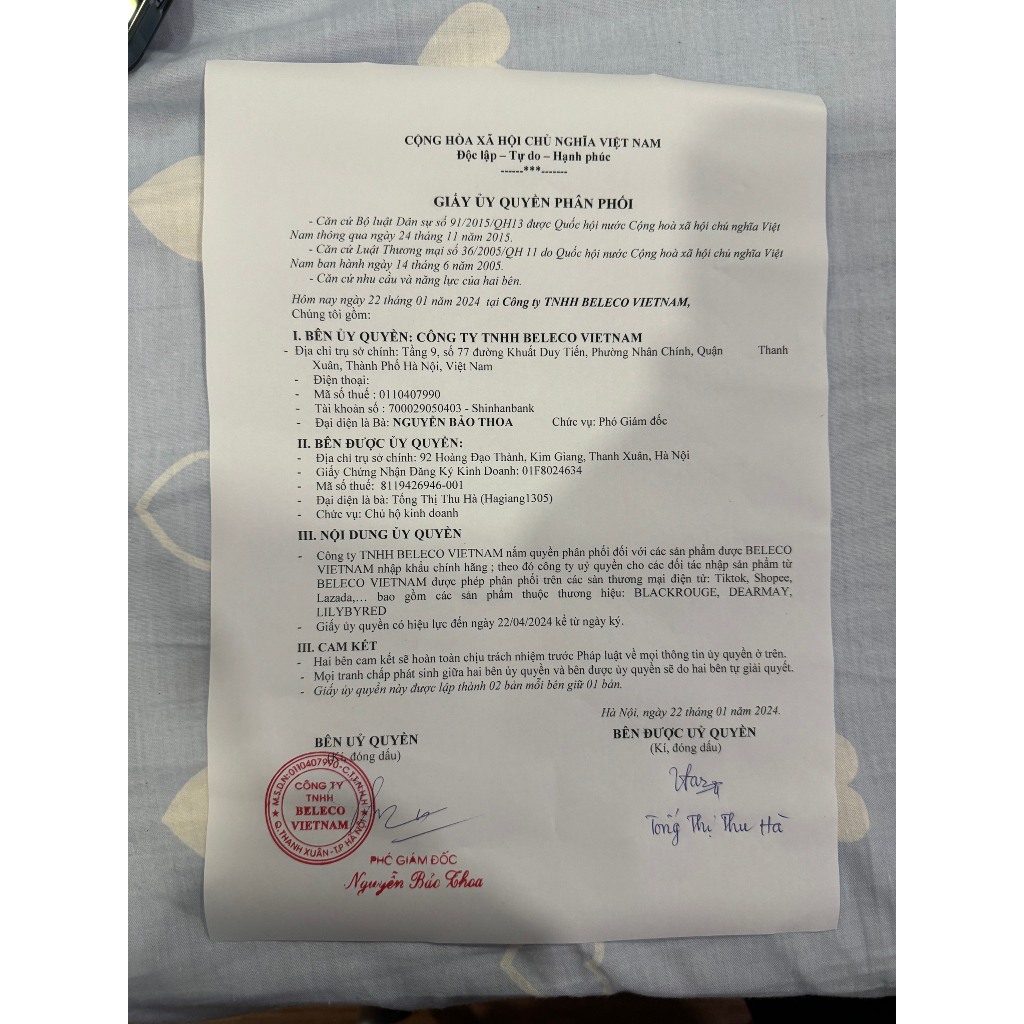 CỘNG HÒA XÃ HỘI CHỦ NGHĨA VIỆT NAM
Độc lập – Tự do – Hạnh phúc
------***-------
GIẤY ỦY QUYỀN PHÂN PHỐI
- Căn cứ Bộ luật Dân sự số 91/2015/QH13 được Quốc hội nước Cộng hoà xã hội chủ nghĩa Việt
Nam thông qua ngày 24 tháng 11 năm 2015.
- Căn cứ Luật Thương mại số 36/2005/QH 11 do Quốc hội nước Cộng hoà xã hội chủ nghĩa Việt
Nam ban hành ngày 14 tháng 6 năm 2005.
- Căn cứ nhu cầu và năng lực của hai bên.
Hôm nay ngày 22 tháng 01 năm 2024 tại Công ty TNHH BELECO VIETNAM,
Chúng tôi gồm:
I. BÊN ỦY QUYỀN: CÔNG TY TNHH BELECO VIETNAM
- Địa chỉ trụ sở chính: Tầng 9, số 77 đường Khuất Duy Tiến, Phường Nhân Chính, Quận Thanh
Xuân, Thành Phố Hà Nội, Việt Nam
- Điện thoại:
- Mã số thuế : 0110407990
- Tài khoản số : 700029050403 - Shinhanbank
- Đại diện là Bà: NGUYỄN BẢO THOA Chức vụ: Phó Giám đốc
II. BÊN ĐƯỢC ỦY QUYỀN:
- Địa chỉ trụ sở chính: 92 Hoàng Đạo Thành, Kim Giang, Thanh Xuân, Hà Nội
- Giấy Chứng Nhận Đăng Ký Kinh Doanh: 01F8024634
- Mã số thuế: 8119426946-001
- Đại diện là bà: Tống Thị Thu Hà (Hagiang1305)
- Chức vụ: Chủ hộ kinh doanh
III. NỘI DUNG ỦY QUYỀN
- Công ty TNHH BELECO VIETNAM nắm quyền phân phối đối với các sản phẩm được BELECO
VIETNAM nhập khẩu chính hãng ; theo đó công ty uỷ quyền cho các đối tác nhập sản phẩm từ
BELECO VIETNAM được phép phân phối trên các sàn thương mại điện tử: Tiktok, Shopee,
Lazada,… bao gồm các sản phẩm thuộc thương hiệu: BLACKROUGE, DEARMAY,
LILYBYRED
- Giấy ủy quyền có hiệu lực đến ngày 22/04/2024 kể từ ngày ký.
III. CAM KẾT
- Hai bên cam kết sẽ hoàn toàn chịu trách nhiệm trước Pháp luật về mọi thông tin ủy quyền ở trên.
- Mọi tranh chấp phát sinh giữa hai bên ủy quyền và bên được ủy quyền sẽ do hai bên tự giải quyết.
- Giấy ủy quyền này được lập thành 02 bản mỗi bên giữ 01 bản.
Hà Nội, ngày 22 tháng 01 năm 2024.
BÊN UỶ QUYỀN
(Kí, đóng dấu)
BÊN ĐƯỢC UỶ QUYỀN
(Kí, đóng dấu)
M.S.D.N:0110407990-C.T.T.N.H.H
CÔNG TY
TNHH
BELECO
VIETNAM
Q.THANH XUÂN-T.P HÀ NỘI
PHÓ GIÁM ĐỐC
Nguyễn Bảo Thoa
Tống Thị Thu Hà